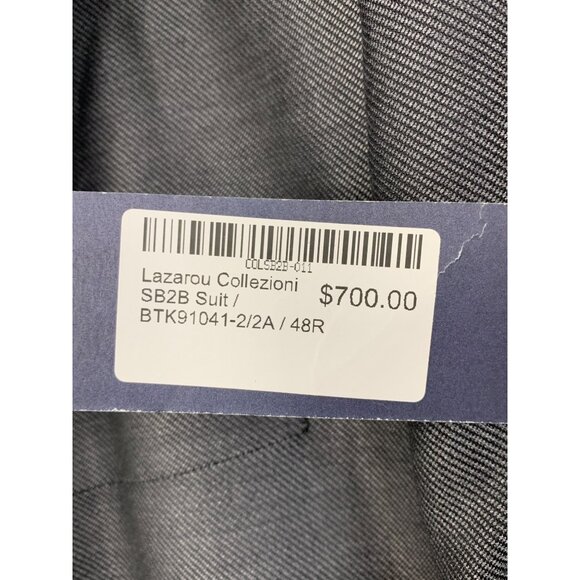 COLSB2B-011
Lazarou Collezioni
SB2B Suit /
BTK91041-2/2A / 48R
$700.00